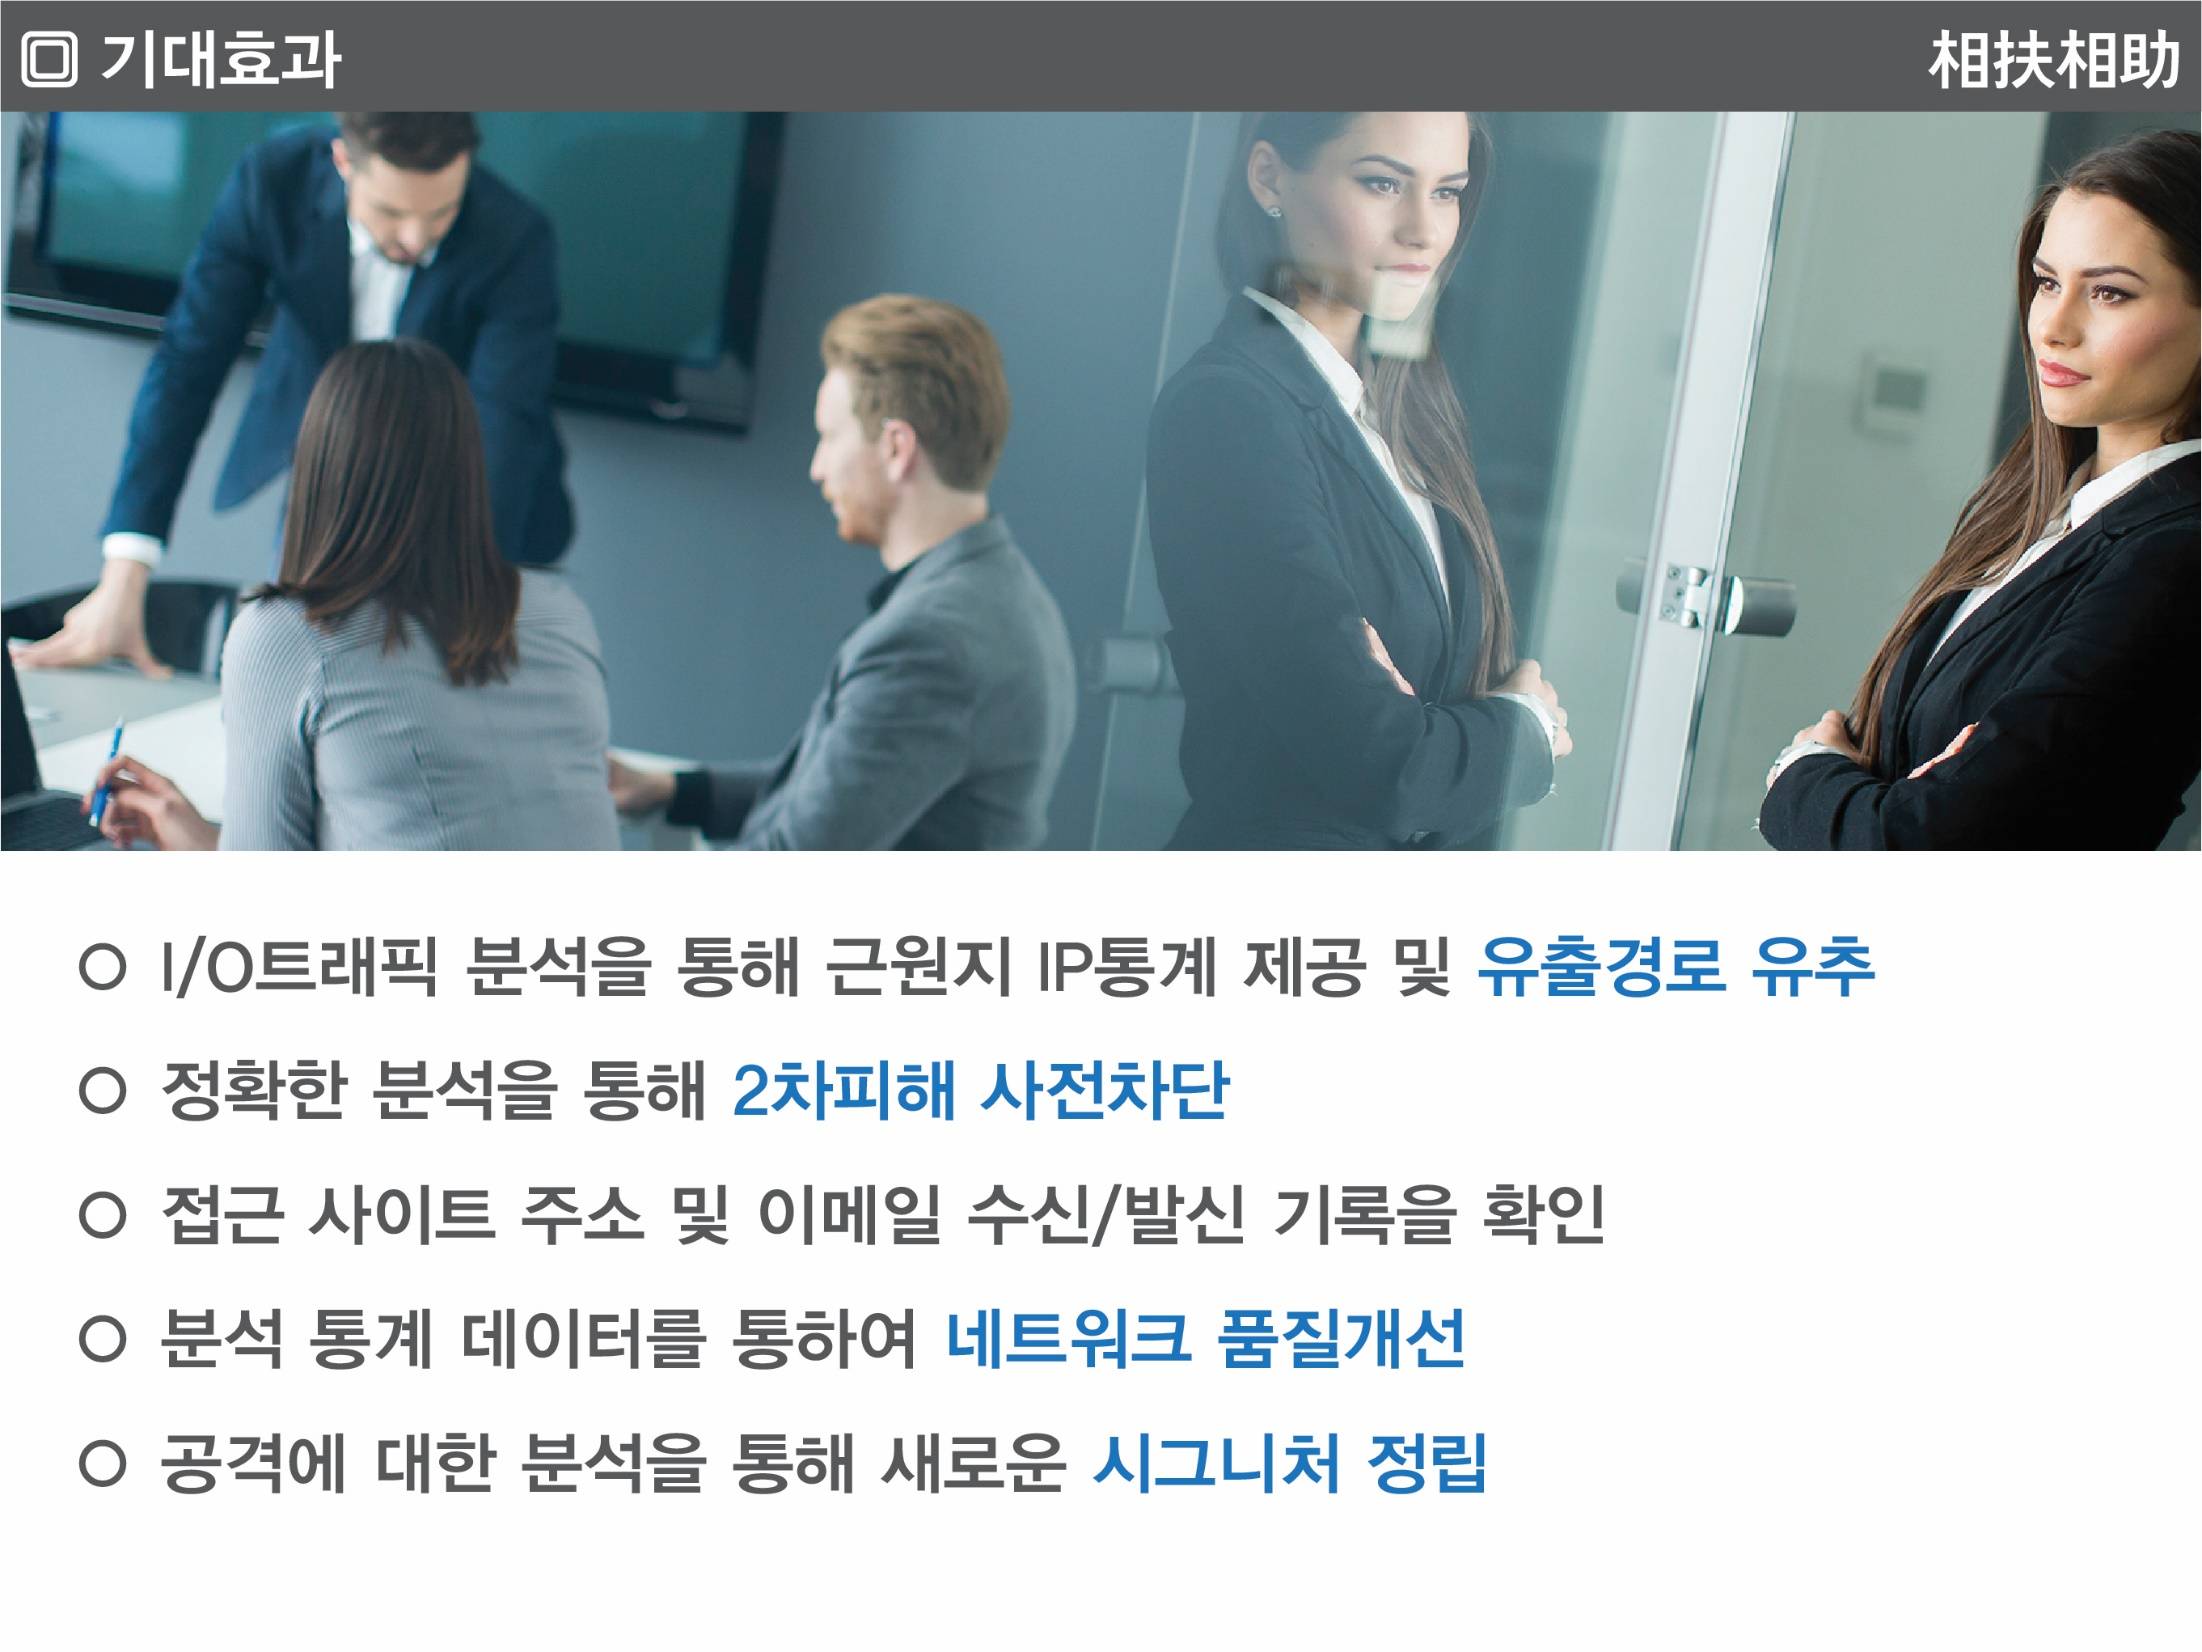 기대효과
相扶相助
I/O트래픽 분석을 통해 근원지 IP통계 제공 및 유출경로 유추
정확한 분석을 통해 2차피해 사전차단
접근 사이트 주소 및 이메일 수신/발신 기록을 확인
분석 통계 데이터를 통하여 네트워크 품질개선
공격에 대한 분석을 통해 새로운 시그니처 정립